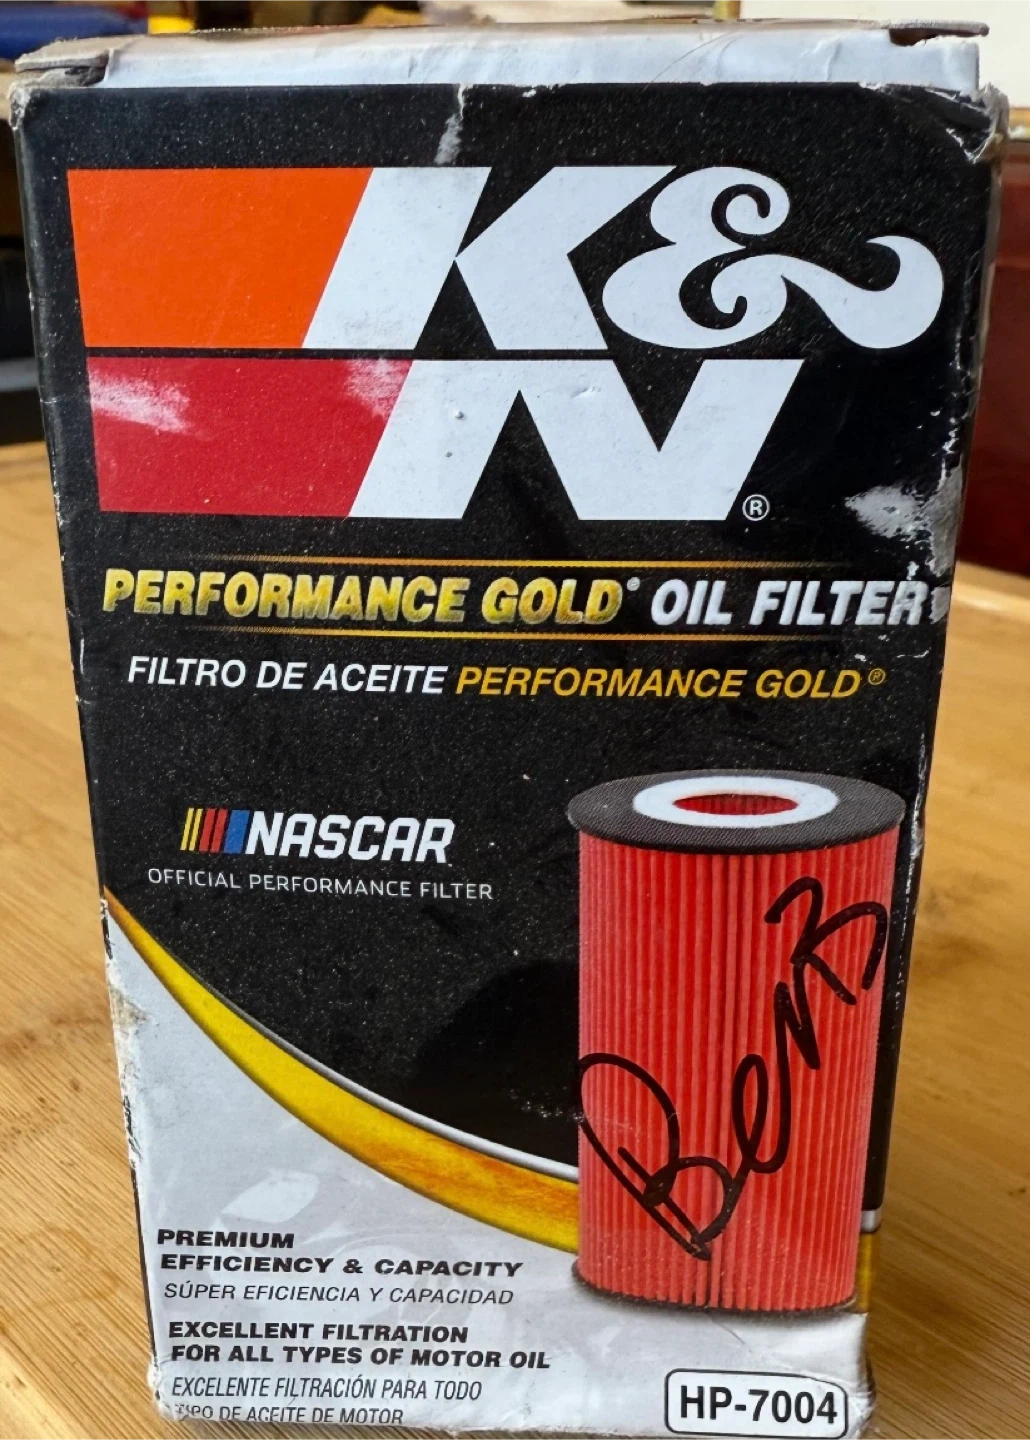 K&
N®
PERFORMANCE GOLD® OIL FILTER
FILTRO DE ACEITE PERFORMANCE GOLD®
NASCAR
OFFICIAL PERFORMANCE FILTER
Benz
PREMIUM
EFFICIENCY & CAPACITY
SÚPER EFICIENCIA Y CAPACIDAD
EXCELLENT FILTRATION
FOR ALL TYPES OF MOTOR OIL
EXCELENTE FILTRACIÓN PARA TODO
TIPO DE ACEITE DE MOTOR
HP-7004